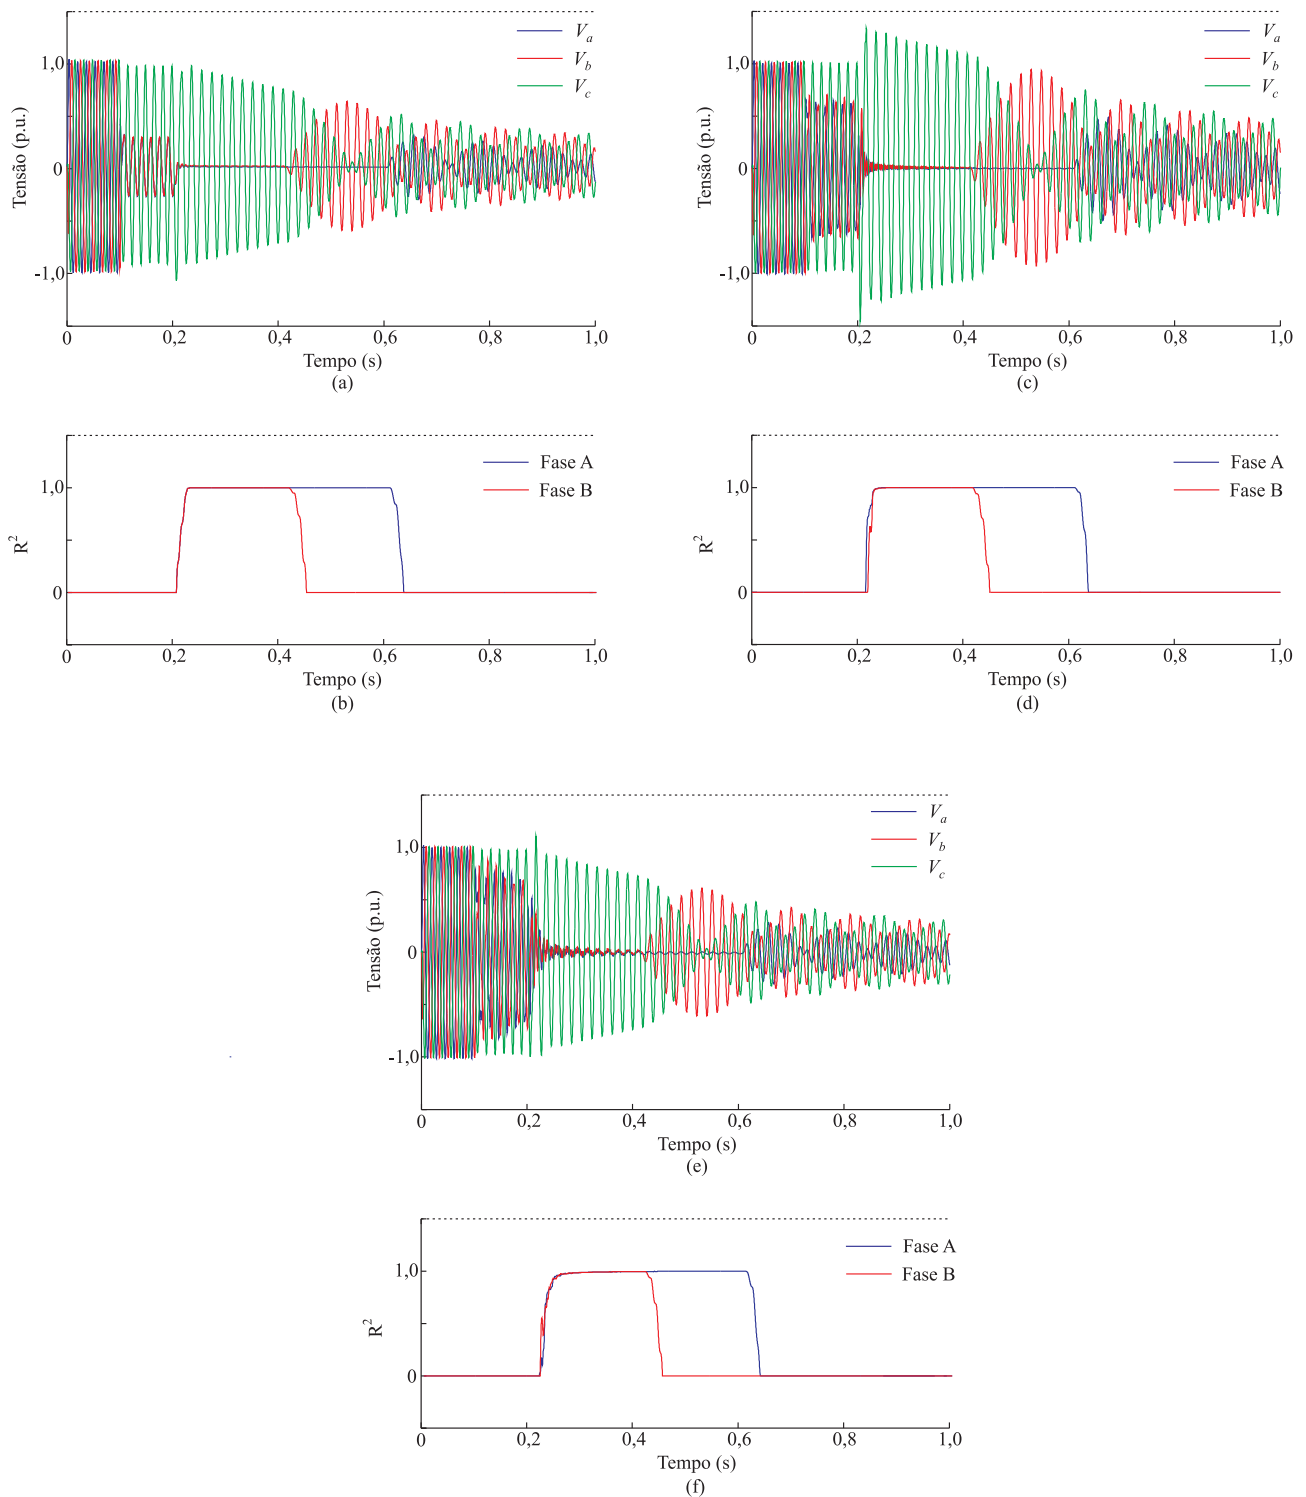 V_a
V_b
V_c
1,0
0
-1,0
Tensão (p.u.)
0
0,2
0,4
0,6
0,8
1,0
Tempo (s)
(a)
V_a
V_b
V_c
1,0
0
-1,0
Tensão (p.u.)
0
0,2
0,4
0,6
0,8
1,0
Tempo (s)
(c)
Fase A
Fase B
1,0
0
R^2
0
0,2
0,4
0,6
0,8
1,0
Tempo (s)
(b)
Fase A
Fase B
1,0
0
R^2
0
0,2
0,4
0,6
0,8
1,0
Tempo (s)
(d)
V_a
V_b
V_c
1,0
0
-1,0
Tensão (p.u.)
0
0,2
0,4
0,6
0,8
1,0
Tempo (s)
(e)
Fase A
Fase B
1,0
0
R^2
0
0,2
0,4
0,6
0,8
1,0
Tempo (s)
(f)